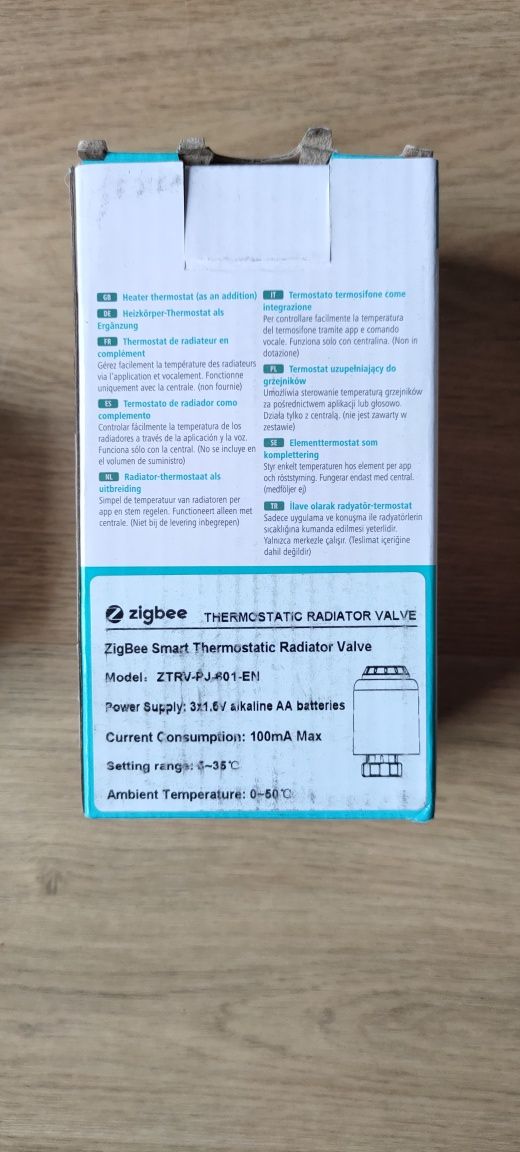 GB Heater thermostat (as an addition)
DE Heizkörper-Thermostat als
Ergänzung
FR Thermostat de radiateur en
complément
Gérez facilement la température des radiateurs
via l'application et vocalement. Fonctionne
uniquement avec la centrale. (non fournie)
ES Termostato de radiador como
complemento
Controlar fácilmente la temperatura de los
radiadores a través de la aplicación y la voz.
Funciona sólo con la central. (No se incluye en
el volumen de suministro)
NL Radiator-thermostaat als
uitbreiding
Simpel de temperatuur van radiatoren per
app en stem regelen. Functioneert alleen met
centrale. (Niet bij de levering inbegrepen)
IT Termostato termosifone come
integrazione
Per controllare facilmente la temperatura
del termosifone tramite app e comando
vocale. Funziona solo con centralina. (Non in
dotazione)
PL Termostat uzupełniający do
grzejników
Umożliwia sterowanie temperaturą grzejników
za pośrednictwem aplikacji lub głosowo.
Działa tylko z centralą. (nie jest zawarty w
zestawie)
SE Elementtermostat som
komplettering
Styr enkelt temperaturen hos element per app
och röststyrning. Fungerar endast med central.
(medföljer ej)
TR İlave olarak radyatör-termostat
Sadece uygulama ve konuşma ile radyatörlerin
sıcaklığına kumanda edilmesi yeterlidir.
Yalnızca merkezle çalışır. (Teslimat içeriğine
dahil değildir)
zigbee THERMOSTATIC RADIATOR VALVE
ZigBee Smart Thermostatic Radiator Valve
Model: ZTRV-PJ-601-EN
Power Supply: 3x1.5V alkaline AA batteries
Current Consumption: 100mA Max
Setting range: 5~35℃
Ambient Temperature: 0~50℃